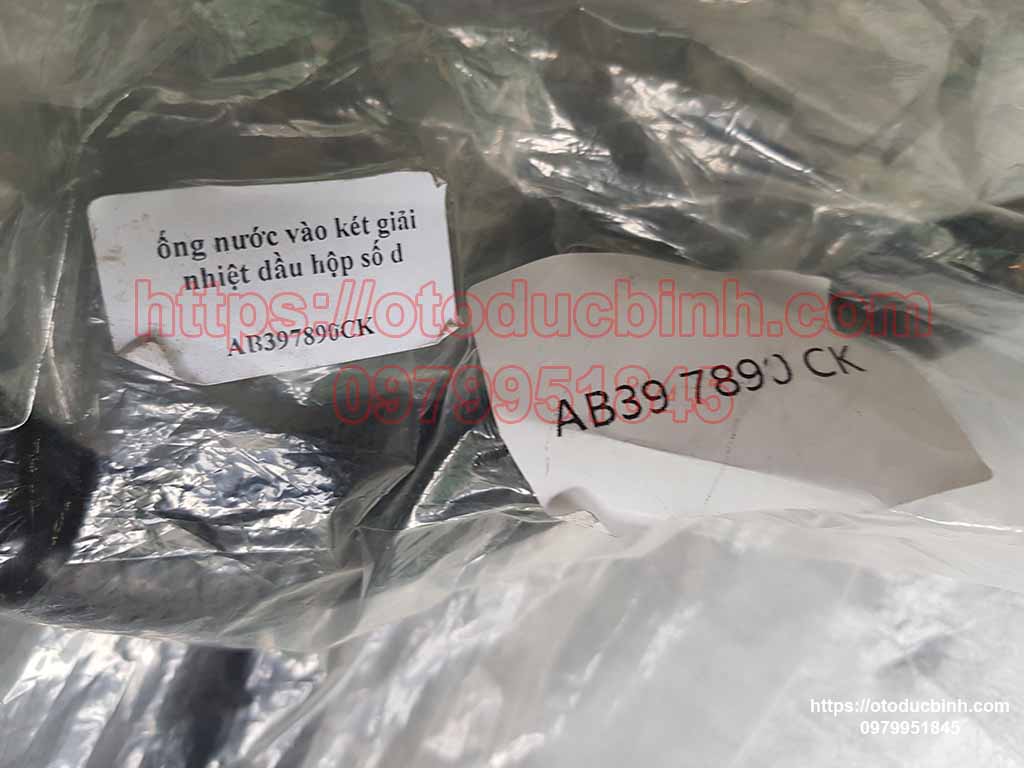 ống nước vào két giải
nhiệt dầu hộp số d
AB397890CK
AB39 7890 CK
https://otoducbinh.com
0979951845
https://otoducbinh.com
0979951845